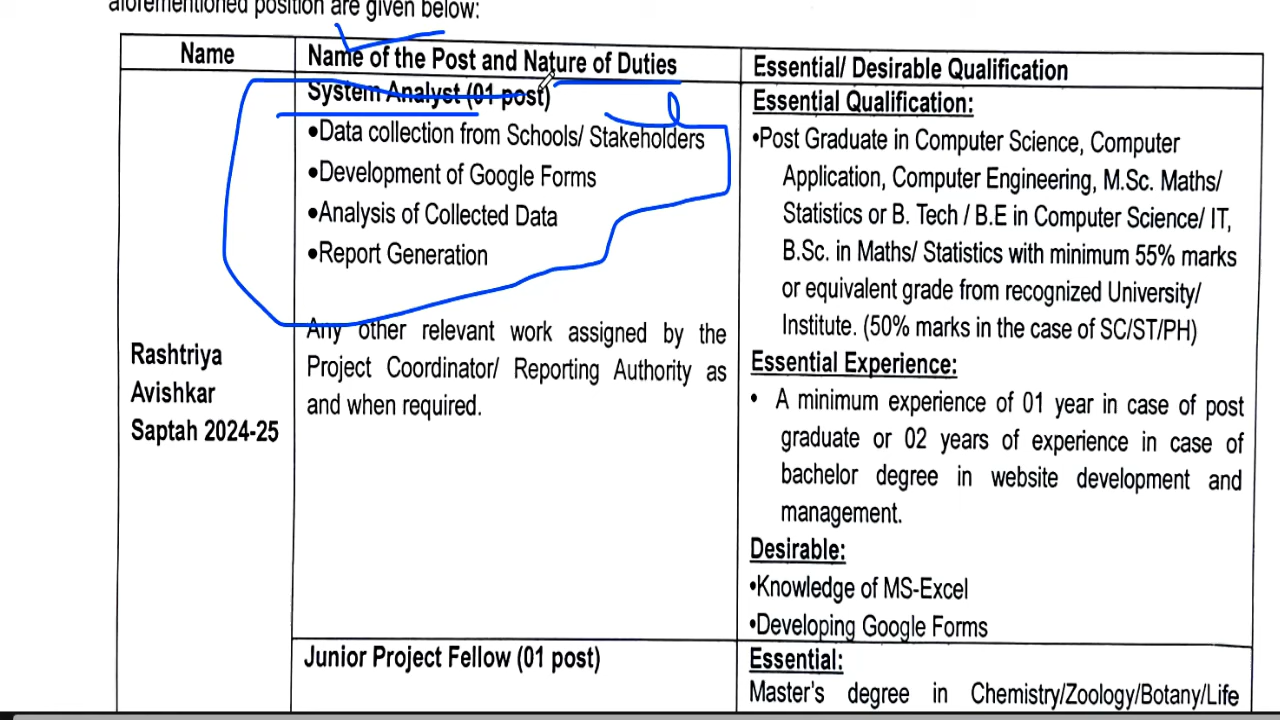 aforementioned position are given below:
Name
Name of the Post and Nature of Duties
Essential/ Desirable Qualification
Rashtriya
Avishkar
Saptah 2024-25
System Analyst (01 post)
•Data collection from Schools/ Stakeholders
•Development of Google Forms
•Analysis of Collected Data
•Report Generation
Any other relevant work assigned by the
Project Coordinator/ Reporting Authority as
and when required.
Essential Qualification:
•Post Graduate in Computer Science, Computer
Application, Computer Engineering, M.Sc. Maths/
Statistics or B. Tech / B.E in Computer Science/ IT,
B.Sc. in Maths/ Statistics with minimum 55% marks
or equivalent grade from recognized University/
Institute. (50% marks in the case of SC/ST/PH)
Essential Experience:
• A minimum experience of 01 year in case of post
graduate or 02 years of experience in case of
bachelor degree in website development and
management.
Desirable:
•Knowledge of MS-Excel
•Developing Google Forms
Junior Project Fellow (01 post)
Essential:
Master's degree in Chemistry/Zoology/Botany/Life